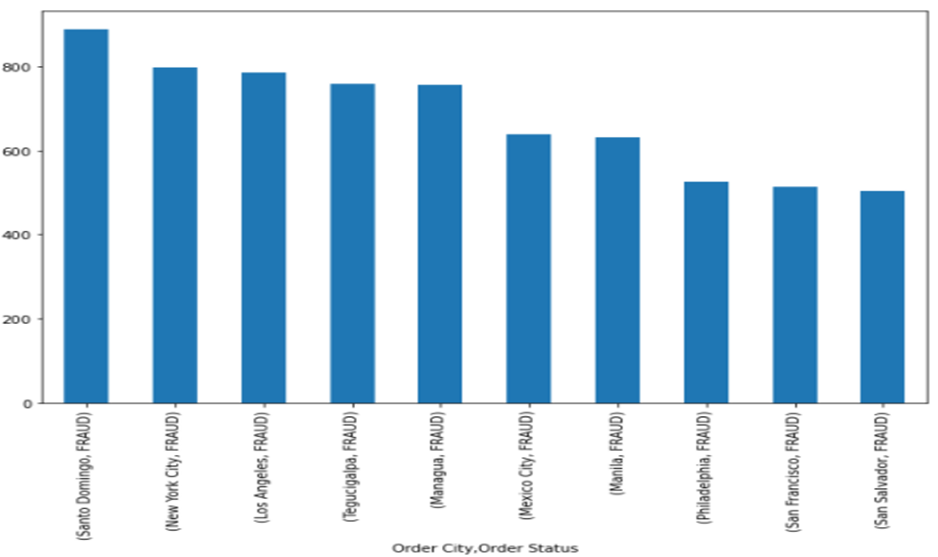 800
600
400
200
0
(Santo Domingo, FRAUD)
(New York City, FRAUD)
(Los Angeles, FRAUD)
(Tegucigalpa, FRAUD)
(Managua, FRAUD)
(Mexico City, FRAUD)
(Manila, FRAUD)
(Philadelphia, FRAUD)
(San Francisco, FRAUD)
(San Salvador, FRAUD)
Order City,Order Status